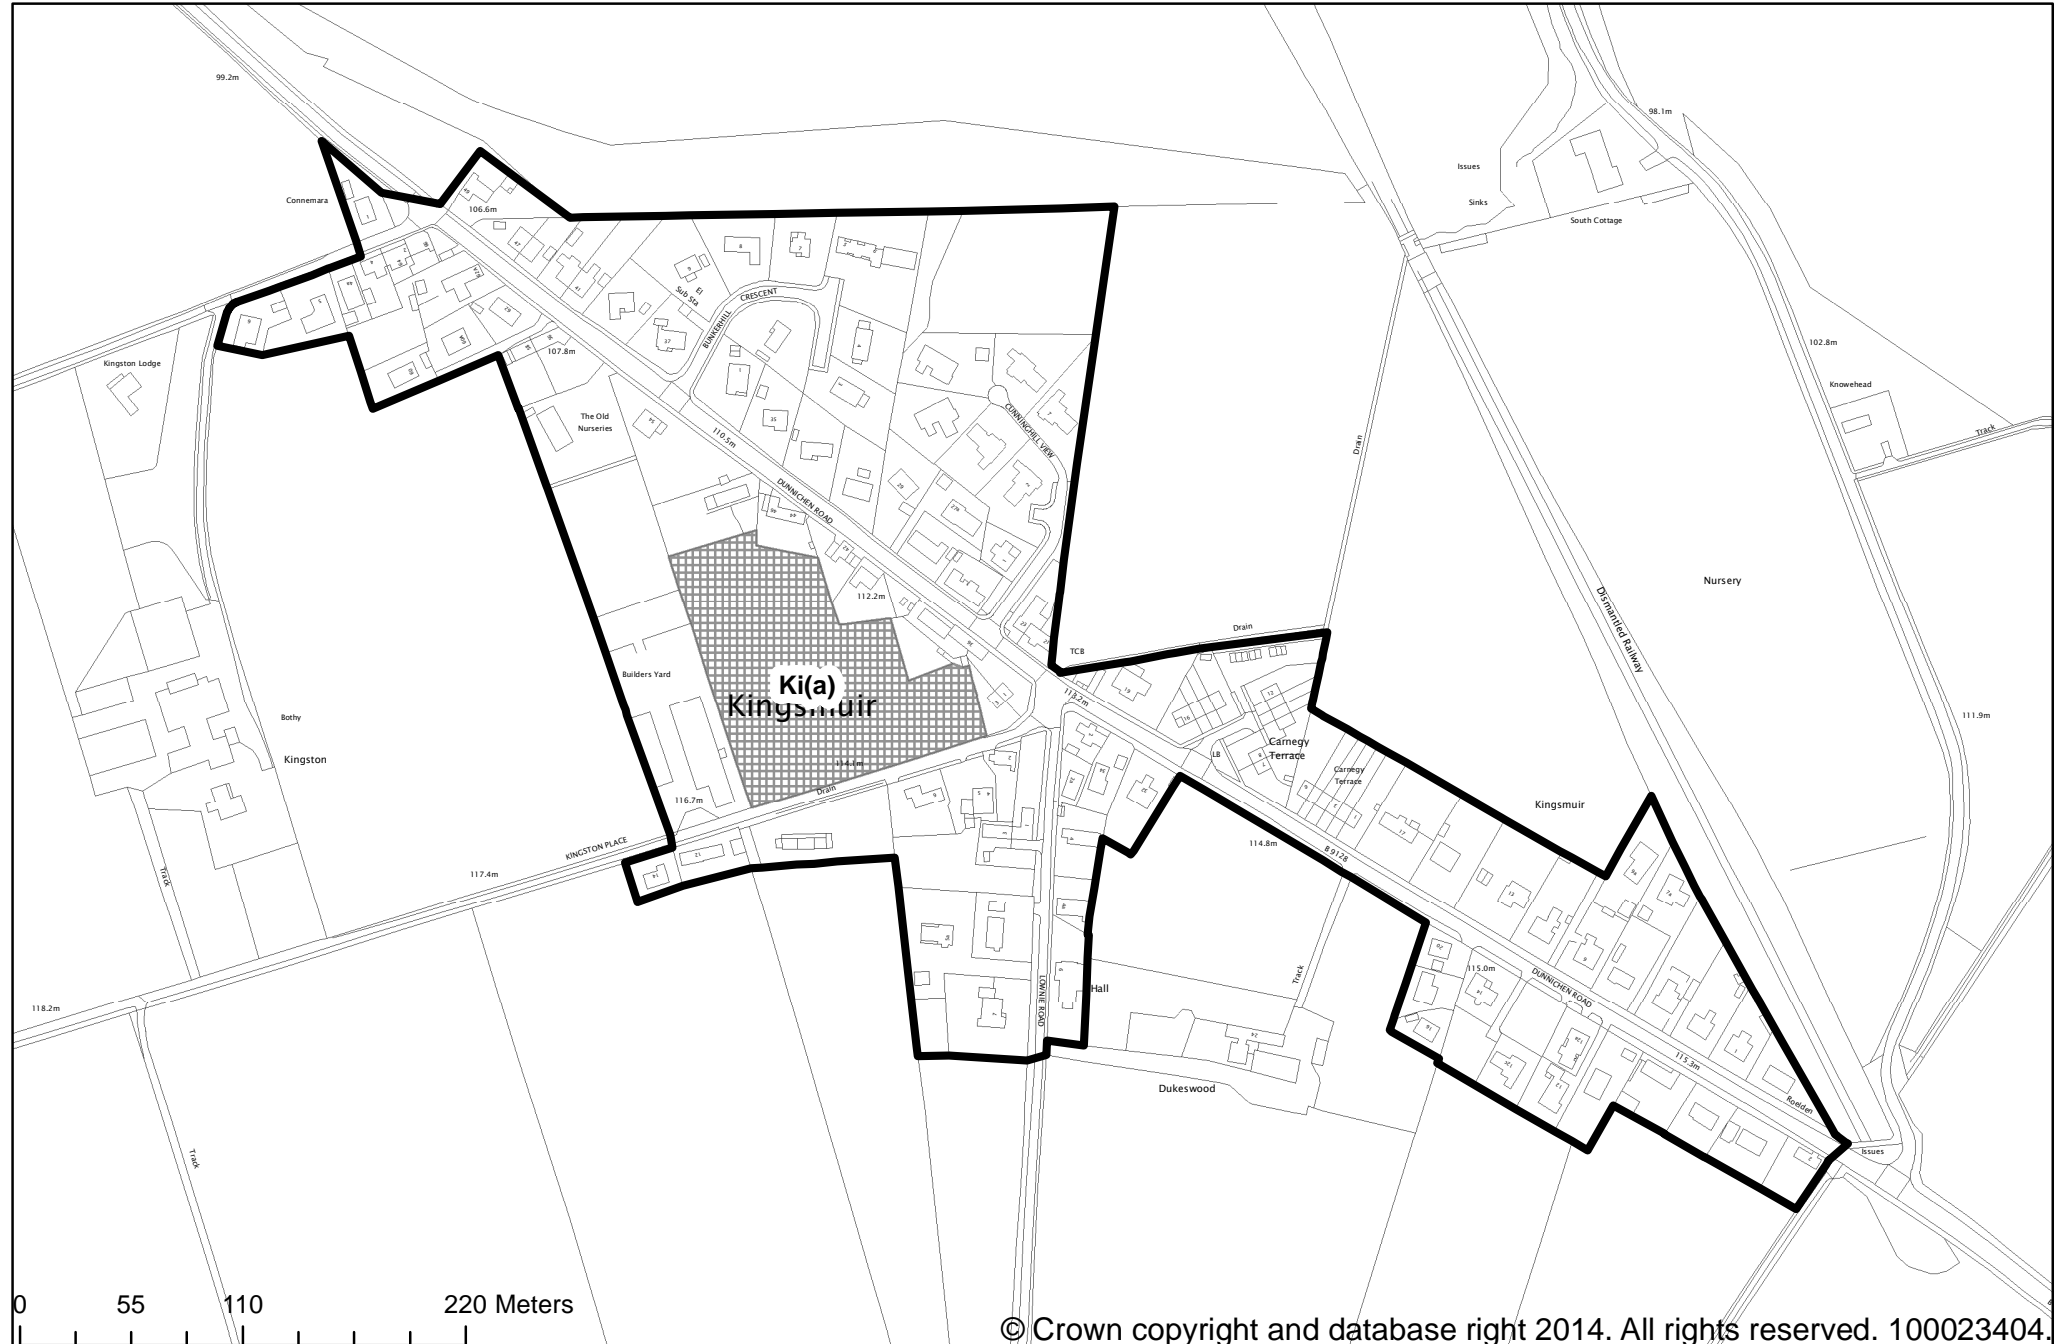 99.2m
98.1m
Issues
Connemara
Sinks
106.6m
South Cottage
El
Sub Sta
CRESCENT
BUNKERHILL
102.8m
107.8m
Kingston Lodge
Knowehead
The Old
Nurseries
CUNNINGHILL VIEW
Track
110.5m
Drain
DUNNICHEN ROAD
Nursery
112.2m
Dismantled Railway
Drain
TCB
Builders Yard
Ki(a)
Kingsmuir
113.2m
Bothy
111.9m
Carnegy
Terrace
LB
Kingston
114.1m
Carnegy
Terrace
Drain
116.7m
Kingsmuir
KINGSTON PLACE
114.8m
B 9128
117.4m
Track
115.0m
Track
DUNNICHEN ROAD
Hall
LOWNIE ROAD
118.2m
115.3m
Dukeswood
Roelden
Track
Issues
0 55 110 220 Meters
© Crown copyright and database right 2014. All rights reserved. 100023404.